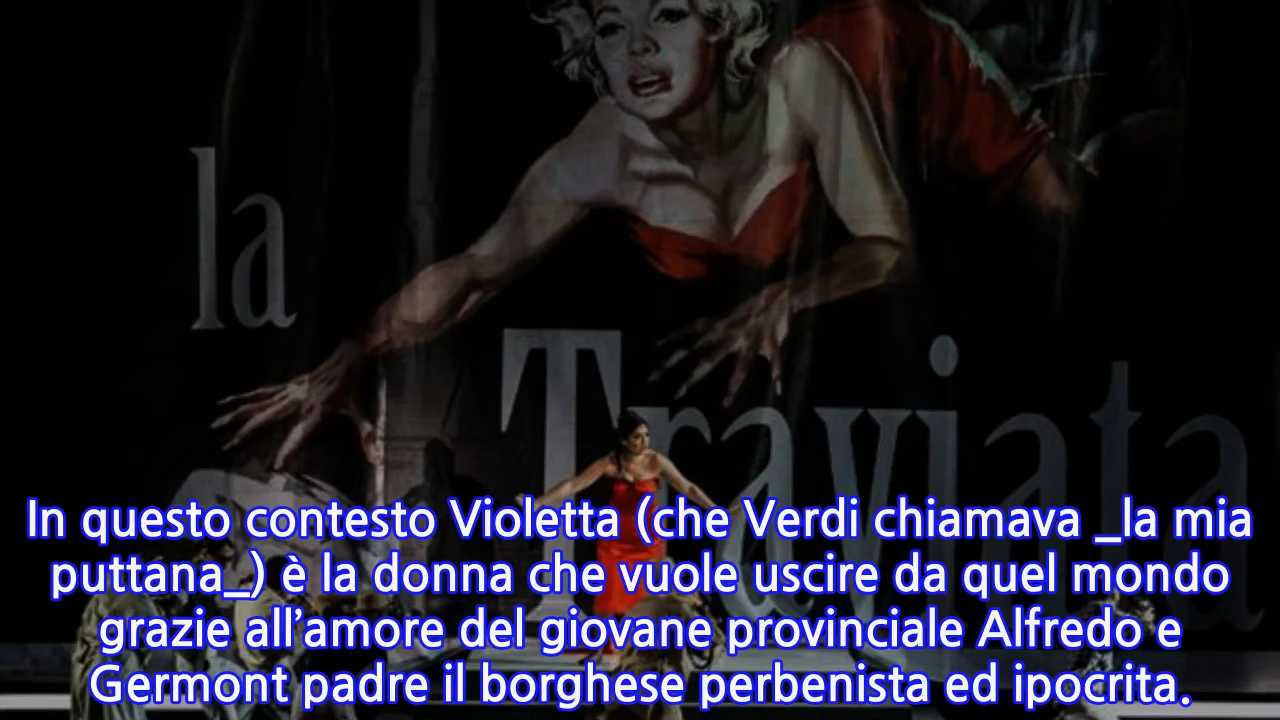 la
Traviata
In questo contesto Violetta (che Verdi chiamava _la mia
puttana_) è la donna che vuole uscire da quel mondo
grazie all’amore del giovane provinciale Alfredo e
Germont padre il borghese perbenista ed ipocrita.